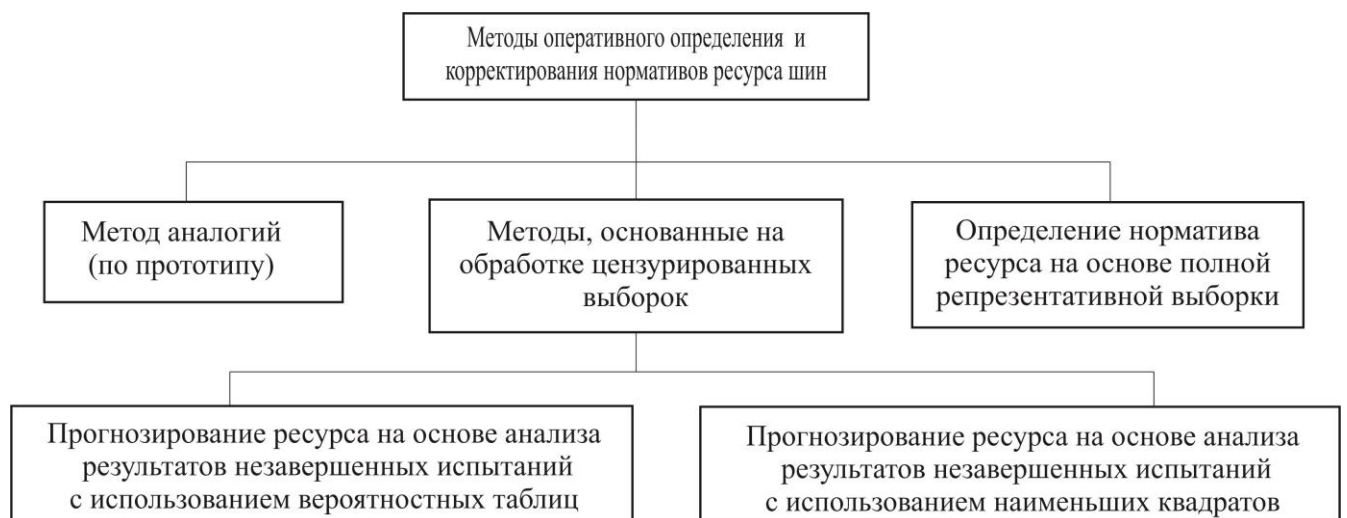 Методы оперативного определения и
корректирования нормативов ресурса шин
Метод аналогий
(по прототипу)
Методы, основанные на
обработке цензурированных
выборок
Определение норматива
ресурса на основе полной
репрезентативной выборки
Прогнозирование ресурса на основе анализа
результатов незавершенных испытаний
с использованием вероятностных таблиц
Прогнозирование ресурса на основе анализа
результатов незавершенных испытаний
с использованием наименьших квадратов